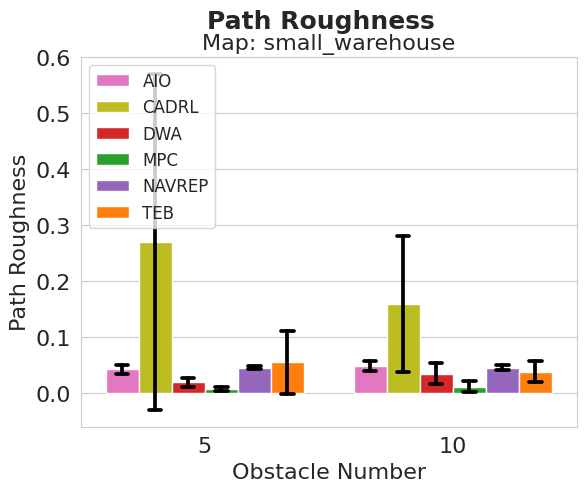 Path Roughness
Map: small_warehouse
0.6
0.5
0.4
0.3
0.2
0.1
0.0
Path Roughness
AIO
CADRL
DWA
MPC
NAVREP
TEB
5
10
Obstacle Number